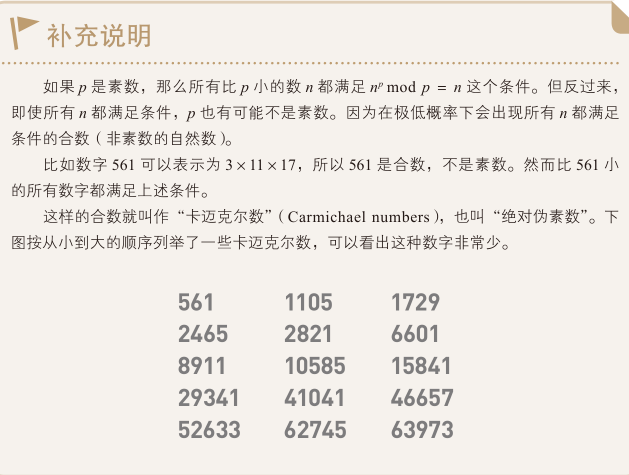 补充说明
如果 p 是素数，那么所有比 p 小的数 n 都满足 nᵖ mod p = n 这个条件。但反过来，
即使所有 n 都满足条件，p 也有可能不是素数。因为在极低概率下会出现所有 n 都满足
条件的合数（非素数的自然数）。
比如数字 561 可以表示为 3×11×17，所以 561 是合数，不是素数。然而比 561 小
的所有数字都满足上述条件。
这样的合数就叫作“卡迈克尔数”（Carmichael numbers），也叫“绝对伪素数”。下
图按从小到大的顺序列举了一些卡迈克尔数，可以看出这种数字非常少。
561 1105 1729
2465 2821 6601
8911 10585 15841
29341 41041 46657
52633 62745 63973